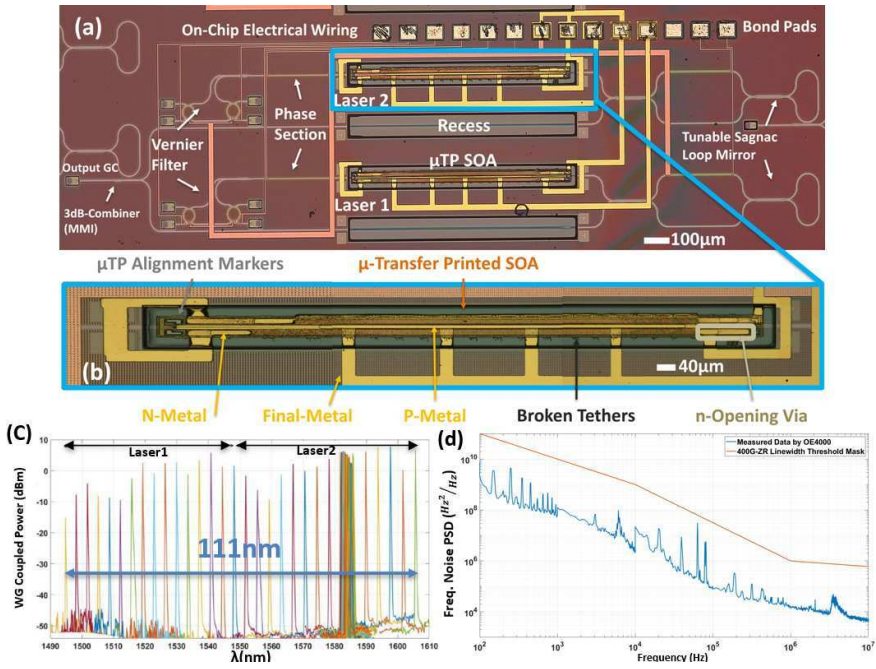 (a)
On-Chip Electrical Wiring
Bond Pads
Laser 2
Phase
Section
Recess
Vernier
Filter
Tunable Sagnac
Loop Mirror
μTP SOA
Output GC
Laser 1
3dB-Combiner
(MMI)
100μm
μTP Alignment Markers
μ-Transfer Printed SOA
(b)
40μm
N-Metal
Final-Metal
P-Metal
Broken Tethers
n-Opening Via
(C)
WG Coupled Power (dBm)
10
0
-10
-20
-30
-40
-50
Laser1
Laser2
111nm
1490 1500 1510 1520 1530 1540 1550 1560 1570 1580 1590 1600 1610
λ(nm)
(d)
Measured Data by OE4000
400G-ZR Linewidth Threshold Mask
Freq. Noise PSD (Hz²/Hz)
10¹⁰
10⁸
10⁶
10⁴
10² 10³ 10⁴ 10⁵ 10⁶ 10⁷
Frequency (Hz)